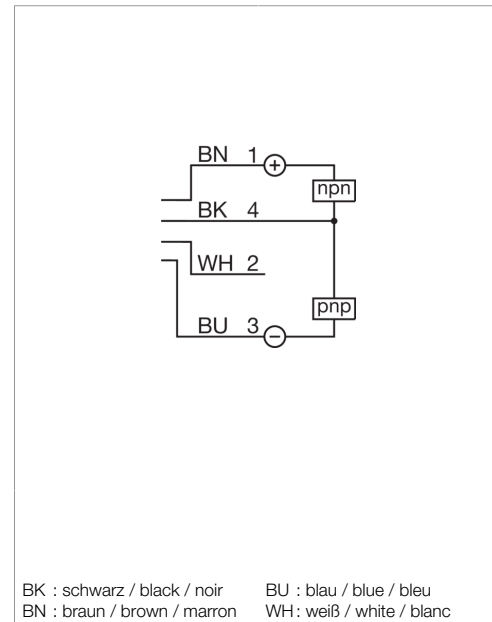 BN 1 +
npn
BK 4
WH 2
pnp
BU 3 −
BK : schwarz / black / noir
BU : blau / blue / bleu
BN : braun / brown / marron
WH : weiß / white / blanc